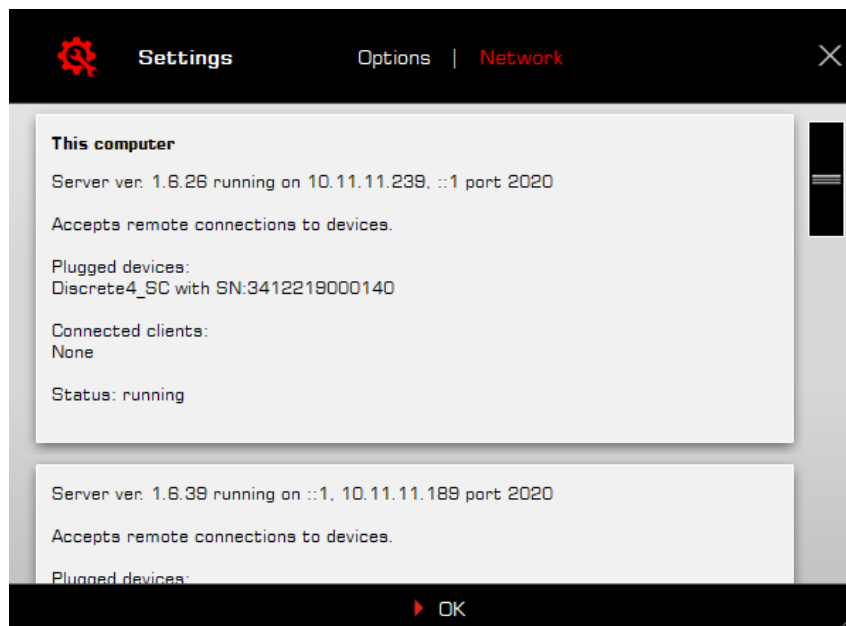 Settings
Options | Network
This computer
Server ver. 1.6.26 running on 10.11.11.239, ::1 port 2020
Accepts remote connections to devices.
Plugged devices:
Discrete4_SC with SN:3412219000140
Connected clients:
None
Status: running
Server ver. 1.6.39 running on ::1, 10.11.11.189 port 2020
Accepts remote connections to devices.
Plugged devices:
OK